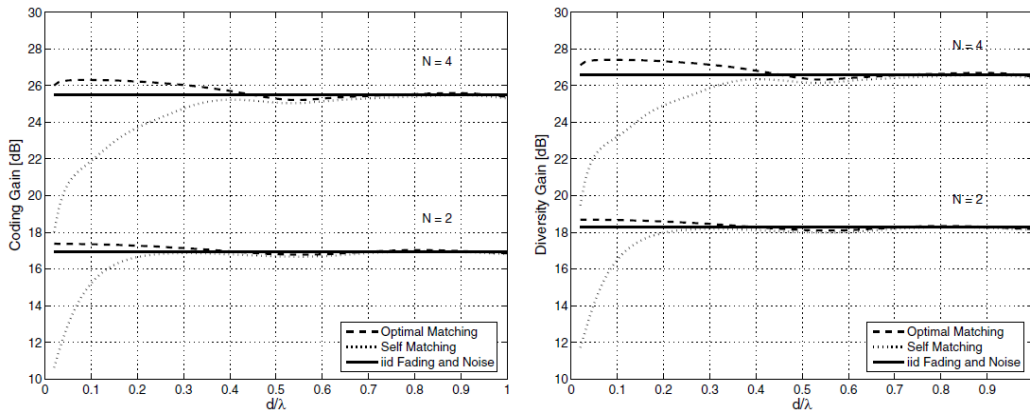 30
28
26
24
22
20
18
16
14
12
10
Coding Gain [dB]
N = 4
N = 2
Optimal Matching
Self Matching
iid Fading and Noise
0 0.1 0.2 0.3 0.4 0.5 0.6 0.7 0.8 0.9 1
d/λ
30
28
26
24
22
20
18
16
14
12
10
Diversity Gain [dB]
N = 4
N = 2
Optimal Matching
Self Matching
iid Fading and Noise
0 0.1 0.2 0.3 0.4 0.5 0.6 0.7 0.8 0.9 1
d/λ